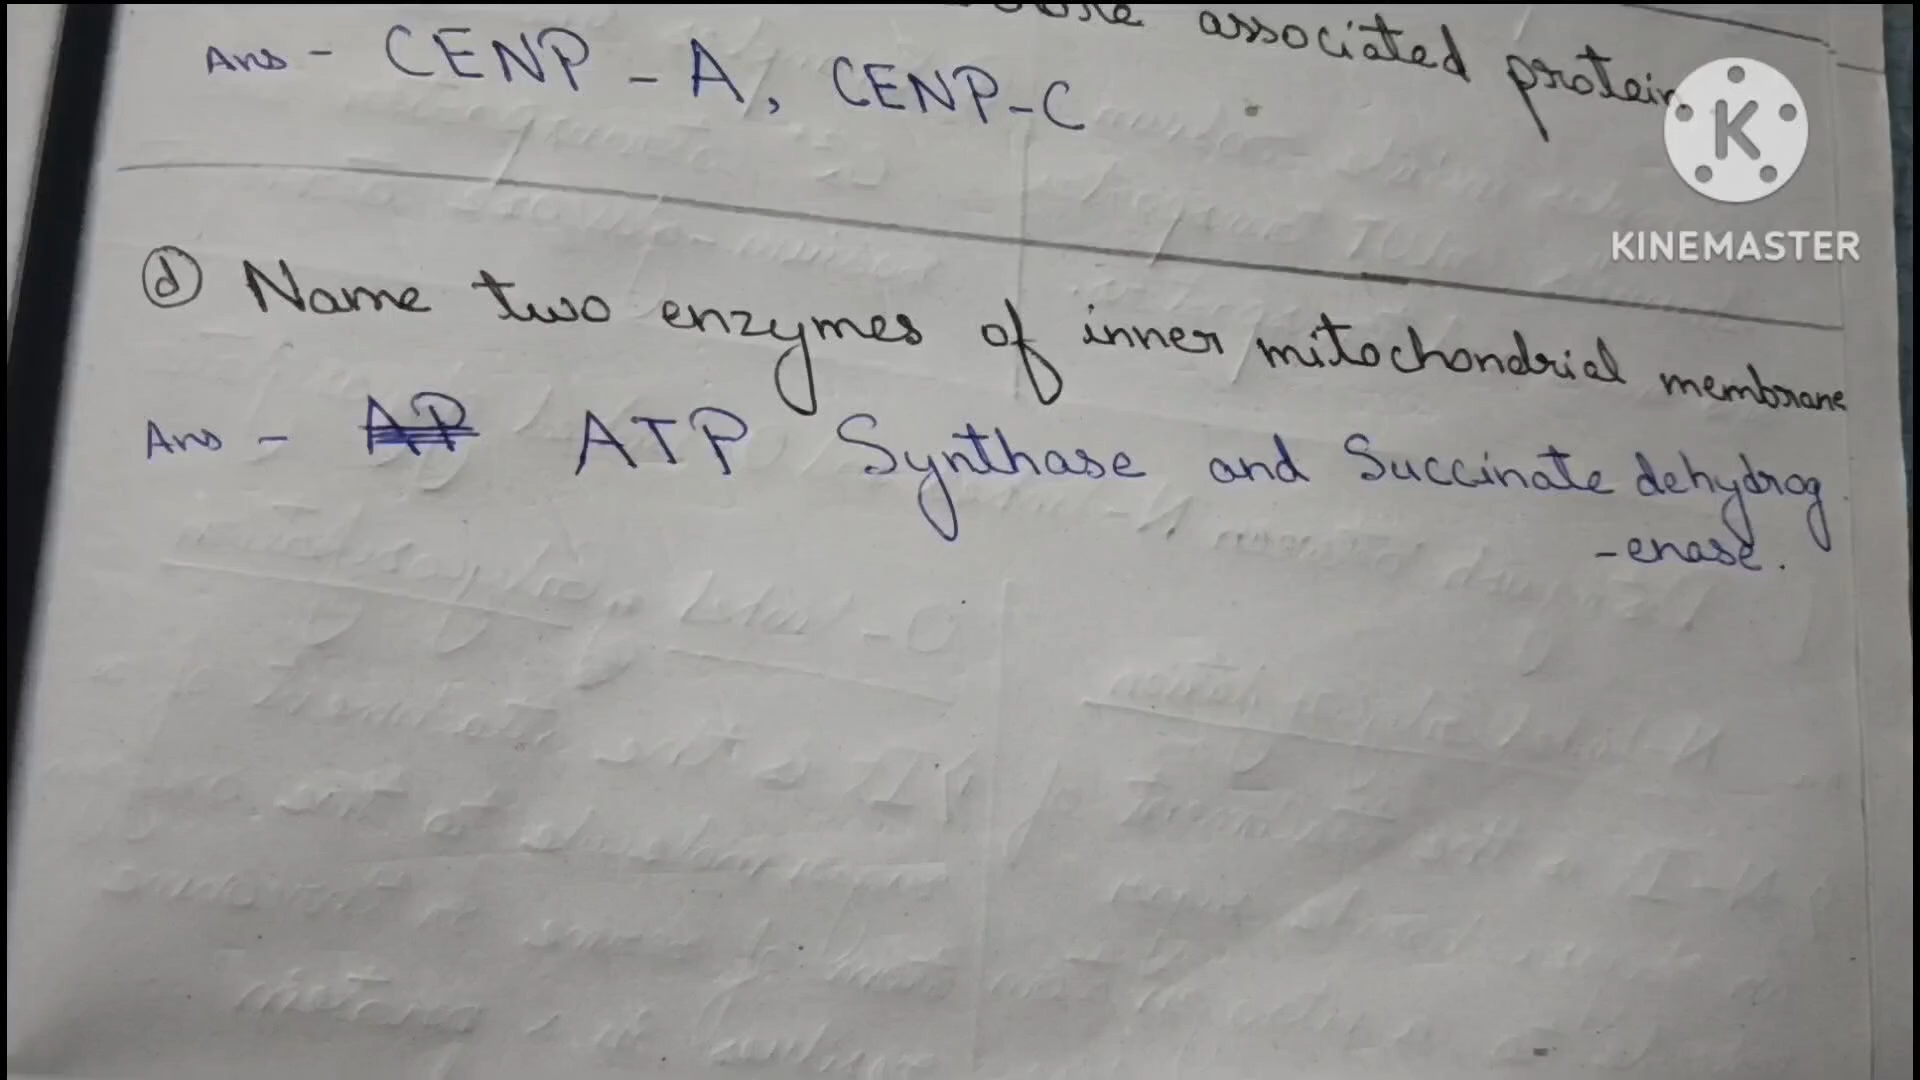 associated protein
Ans - CENP - A, CENP-C
K
KINEMASTER
d Name two enzymes of inner mitochondrial membrane
Ans - ATP Synthase and Succinate dehydrog
-enase.